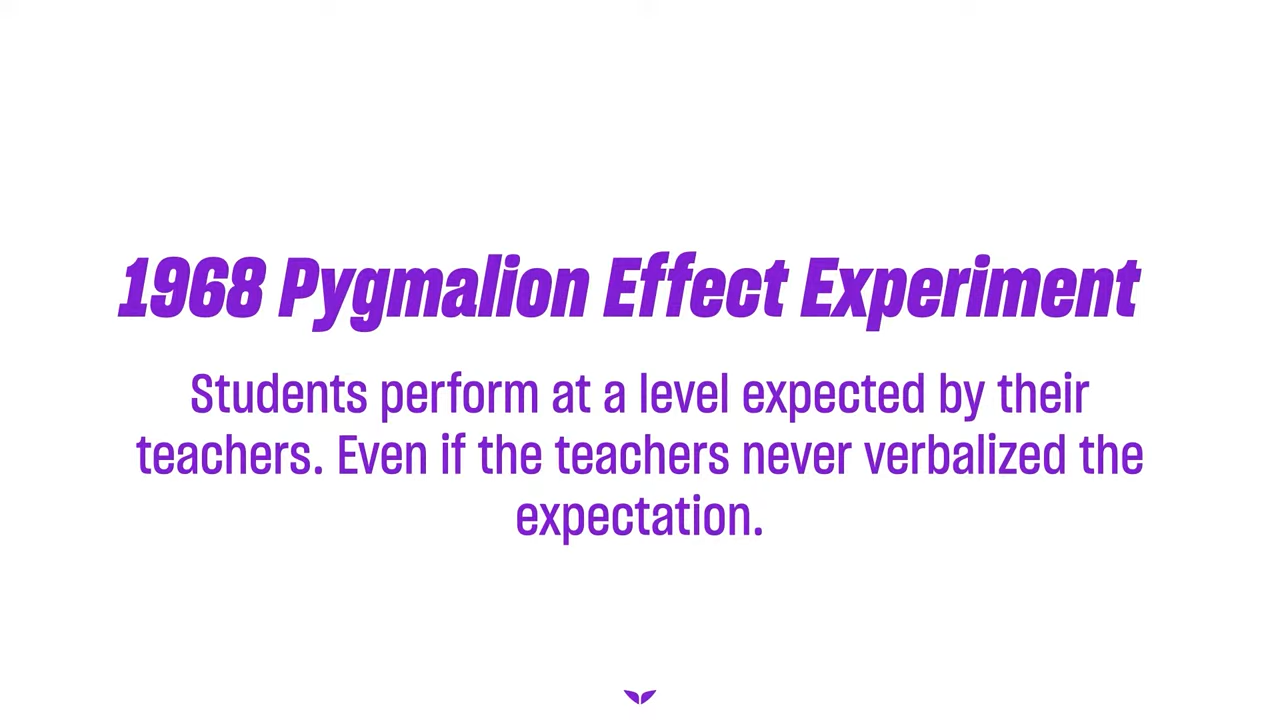 1968 Pygmalion Effect Experiment
Students perform at a level expected by their
teachers. Even if the teachers never verbalized the
expectation.